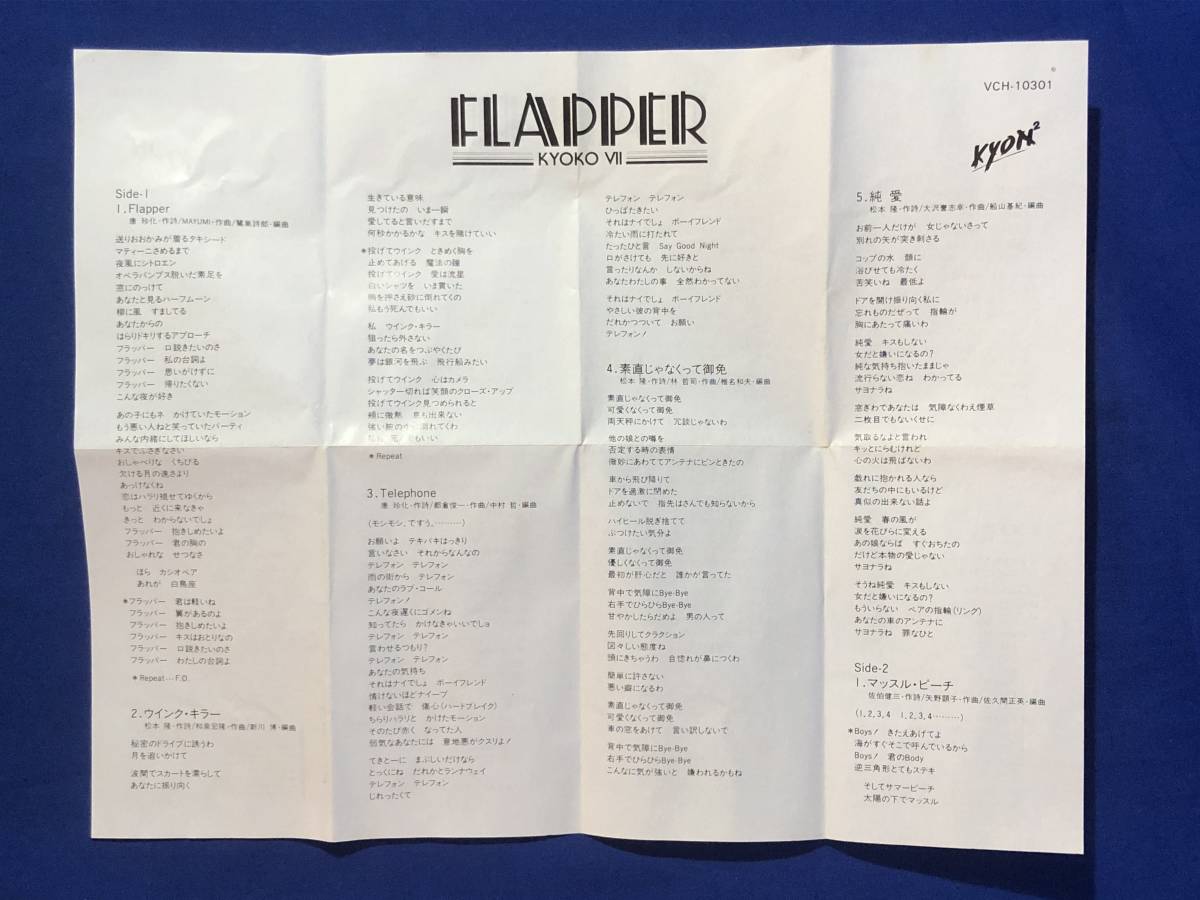 VCH-10301
FLAPPER
KYOKO VII
KYON²
Side-1
1.Flapper
康 珍化・作詩/MAYUMI・作曲/鷺巣詩郎・編曲
送りおおかみが着るタキシード
マティーニさめるまで
夜風にシトロエン
オペラパンプス脱いだ素足を
窓にのっけて
あなたと見るハーフムーン
柳に風 すましてる
あなたからの
はらりドキリするアプローチ
フラッパー 口説きたいのさ
フラッパー 私の台詞よ
フラッパー 思いがけずに
フラッパー 帰りたくない
こんな夜が好き
あの子にもネ かけていたモーション
もう悪い人ねと笑っていたパーティ
みんな内緒にしてほしいなら
キスでふさぎなさい
おしゃべりな くちびる
欠ける月の速さより
あっけなくね
恋はハラリ褪せてゆくから
もっと 近くに来なきゃ
きっと わからないでしょ
フラッパー 抱きしめたいよ
フラッパー 君の胸の
おしゃれな せつなさ
ほら カシオペア
あれが 白鳥座
*フラッパー 君は軽いね
フラッパー 翼があるのよ
フラッパー 抱きしめたいよ
フラッパー キスはおとりなの
フラッパー 口説きたいのさ
フラッパー わたしの台詞よ
* Repeat…F.O.
2.ウインク・キラー
松本 隆・作詩/和泉宏隆・作曲/新川 博・編曲
秘密のドライブに誘うわ
月を追いかけて
波間でスカートを濡らして
あなたに振り向く
生きている意味
見つけたの いま一瞬
愛してると言いだすまで
何秒かかるかな キスを賭けていい
*投げてウインク ときめく胸を
止めてあげる 魔法の瞳
投げてウインク 愛は流星
白いシャツを いま貫いた
胸を押さえ砂に倒れてくの
私もう死んでもいい
私 ウインク・キラー
狙ったら外さない
あなたの名をつぶやくたび
夢は銀河を飛ぶ 飛行船みたい
投げてウインク 心はカメラ
シャッター切れば笑顔のクローズ・アップ
投げてウインク見つめられると
頬に微熱 息も出来ない
強い腕の中 崩れてくわ
* Repeat
3.Telephone
康 珍化・作詩/都倉俊一・作曲/中村 哲・編曲
(モシモシ、ですう。………)
お願いよ テキパキはっきり
言いなさい それからなんなの
テレフォン テレフォン
雨の街から テレフォン
あなたのラブ・コール
テレフォン!
こんな夜遅くにゴメンね
知ってたら かけなきゃいいでしョ
テレフォン テレフォン
言わせるつもり?
テレフォン テレフォン
あなたの気持ち
それはナイでしょ ボーイフレンド
情けないほどナイーブ
軽い会話で 傷心(ハートブレイク)
ちらりハラリと かけたモーション
そのたび赤く なってた人
弱気なあなたには 意地悪がクスリよ!
てきと一に まぶしいだけなら
とっくにね だれかとランナウェイ
テレフォン テレフォン
じれったくて
テレフォン テレフォン
ひっぱたきたい
それはナイでしょ ボーイフレンド
冷たい雨に打たれて
たったひと言 Say Good Night
口がさけても 先に好きと
言ったりなんか しないからね
あなたわたしの事 全然わかってない
それはナイでしょ ボーイフレンド
やさしい彼の背中を
だれかつついて お願い
テレフォン!
4.素直じゃなくって御免
松本 隆・作詩/林 哲司・作曲/椎名和夫・編曲
素直じゃなくって御免
可愛くなくって御免
両天秤にかけて 冗談じゃないわ
他の娘との噂を
否定する時の表情
微妙にあわててアンテナにピンときたの
車から飛び降りて
ドアを過激に閉めた
止めないで 指先はさんでも知らないから
ハイヒール脱ぎ捨てて
ぶつけたい気分よ
素直じゃなくって御免
優しくなくって御免
最初が肝心だと 誰かが言ってた
背中で気障にBye-Bye
右手でひらひらBye-Bye
甘やかしたらだめよ 男の人って
先回りしてクラクション
図々しい態度ね
頭にきちゃうわ 自惚れが鼻につくわ
簡単に許さない
悪い癖になるわ
素直じゃなくって御免
可愛くなくって御免
車の窓をあけて 言い訳しないで
背中で気障にBye-Bye
右手でひらひらBye-Bye
こんなに気が強いと 嫌われるかもね
5.純 愛
松本 隆・作詩/大沢誉志幸・作曲/船山基紀・編曲
お前一人だけが 女じゃないさって
別れの矢が突き刺さる
コップの水 頭に
浴びせても冷たく
苦笑いね 最低よ
ドアを開け振り向く私に
忘れものだぜって 指輪が
胸にあたって痛いわ
純愛 キスもしない
女だと嫌いになるの?
純な気持ち抱いたままじゃ
流行らない恋ね わかってる
サヨナラネ
窓ぎわであなたは 気障なくわえ煙草
二枚目でもないくせに
気取るなよと言われ
キッとにらむけれど
心の火は飛ばないわ
戯れに抱かれる人なら
友だちの中にもいるけど
真似の出来ない話よ
純愛 春の風が
涙を花びらに変える
あの娘ならば すぐおちたの
だけど本物の愛じゃない
サヨナラネ
そうね純愛 キスもしない
女だと嫌いになるの?
もういらない ペアの指輪(リング)
あなたの車のアンテナに
サヨナラネ 罪なひと
Side-2
1.マッスル・ビーチ
佐伯健三・作詩/矢野顕子・作曲/佐久間正英・編曲
(1,2,3,4 1,2,3,4………)
*Boys! きたえあげてよ
海がすぐそこで呼んでいるから
Boys! 君のBody
逆三角形とてもステキ
そしてサマービーチ
太陽の下でマッスル